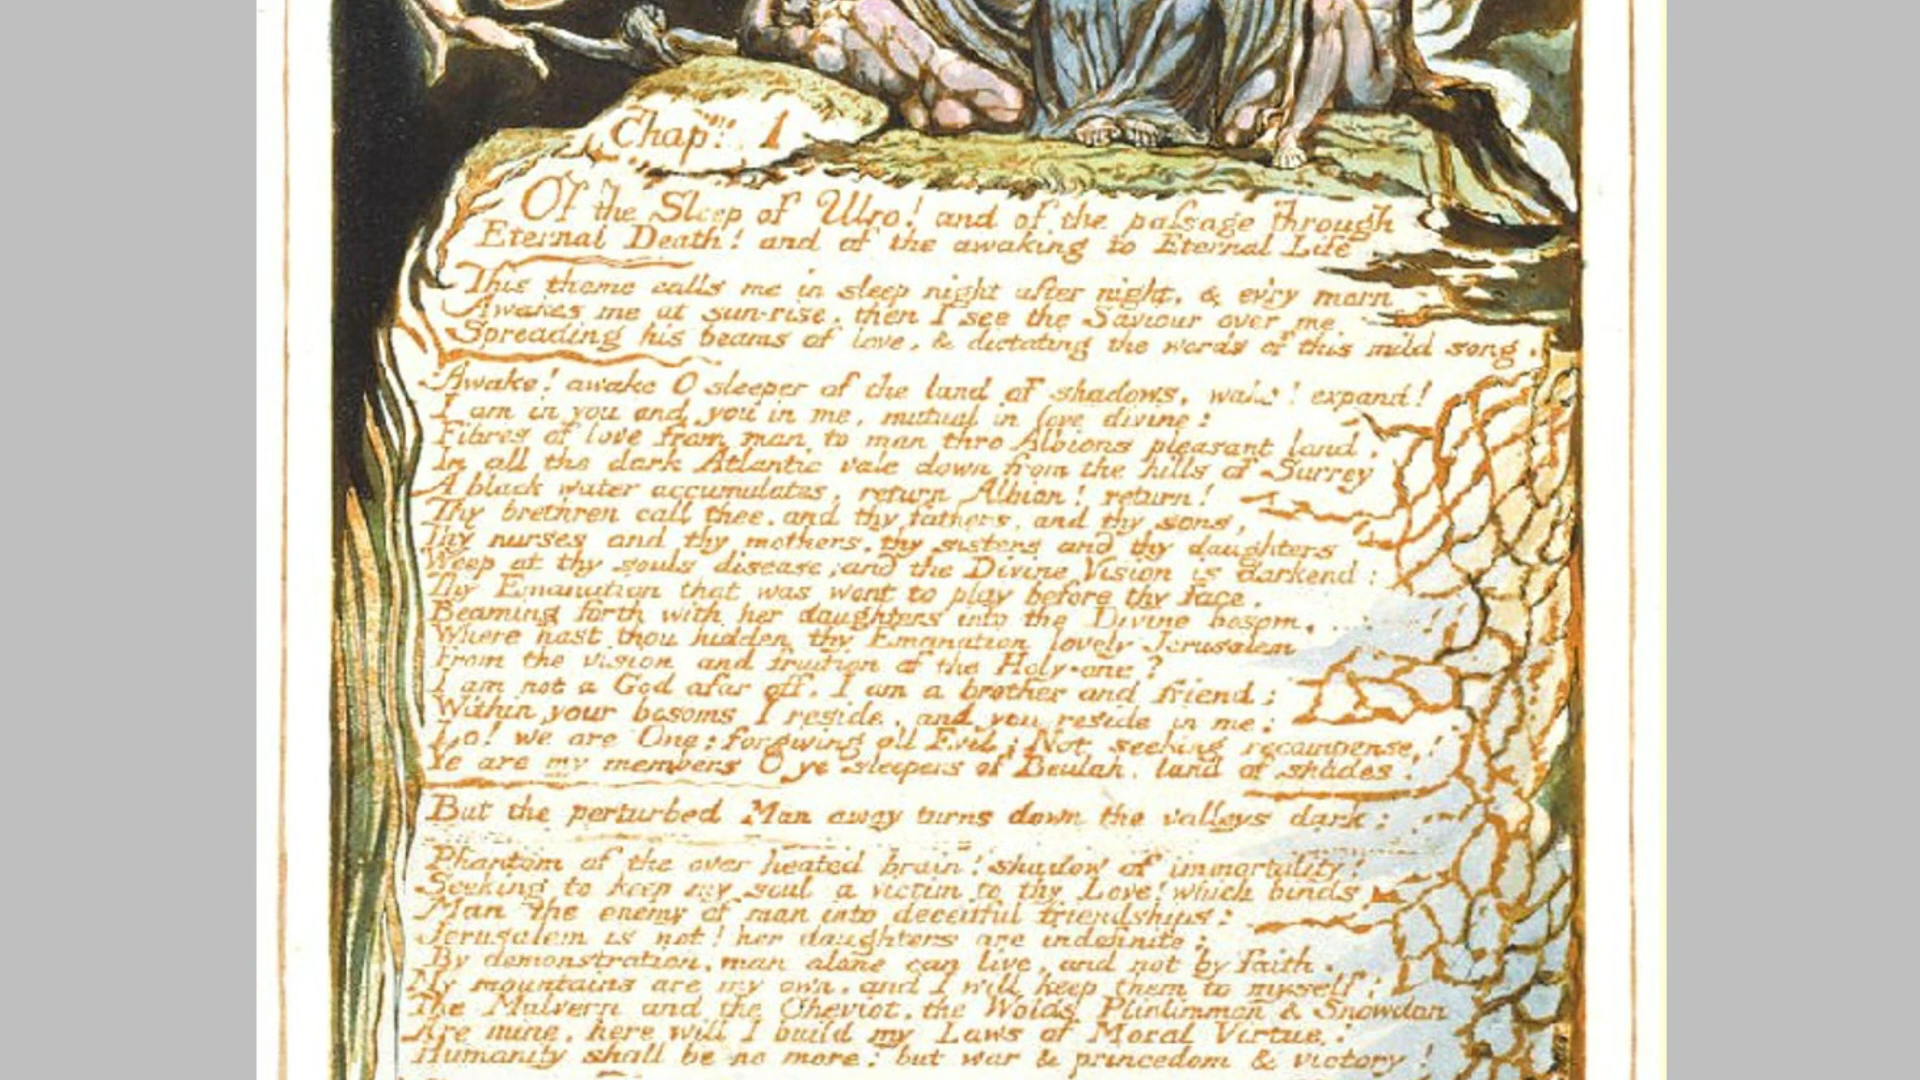 Chap: 1
Of the Sleep of Ulro! and of the passage through
Eternal Death! and of the awaking to Eternal Life
This theme calls me in sleep night after night, & ev'ry morn
Awakes me at sun-rise, then I see the Saviour over me
Spreading his beams of love, & dictating the words of this mild song.
Awake! awake O sleeper of the land of shadows, wake! expand!
I am in you and you in me, mutual in love divine:
Fibres of love from man to man thro Albions pleasant land.
In all the dark Atlantic vale down from the hills of Surrey
A black water accumulates, return Albion! return!
Thy brethren call thee, and thy fathers, and thy sons,
Thy nurses and thy mothers, thy sisters and thy daughters
Weep at thy souls disease, and the Divine Vision is darkend:
Thy Emanation that was wont to play before thy face,
Beaming forth with her daughters into the Divine bosom,
Where hast thou hidden thy Emanation lovely Jerusalem
From the vision and fruition of the Holy-one?
I am not a God afar off, I am a brother and friend;
Within your bosoms I reside, and you reside in me:
Lo! we are One; forgiving all Evil; Not seeking recompense!
Ye are my members O ye sleepers of Beulah, land of shades!
But the perturbed Man away turns down the valleys dark;
Phantom of the over heated brain! shadow of immortality!
Seeking to keep my soul a victim to thy Love! which binds
Man the enemy of man into deceitful friendships:
Jerusalem is not! her daughters are indefinite:
By demonstration, man alone can live, and not by faith.
My mountains are my own, and I will keep them to myself:
The Malvern and the Cheviot, the Wolds Plinlimmon & Snowdon
Are mine, here will I build my Laws of Moral Virtue:
Humanity shall be no more: but war & princedom & victory!